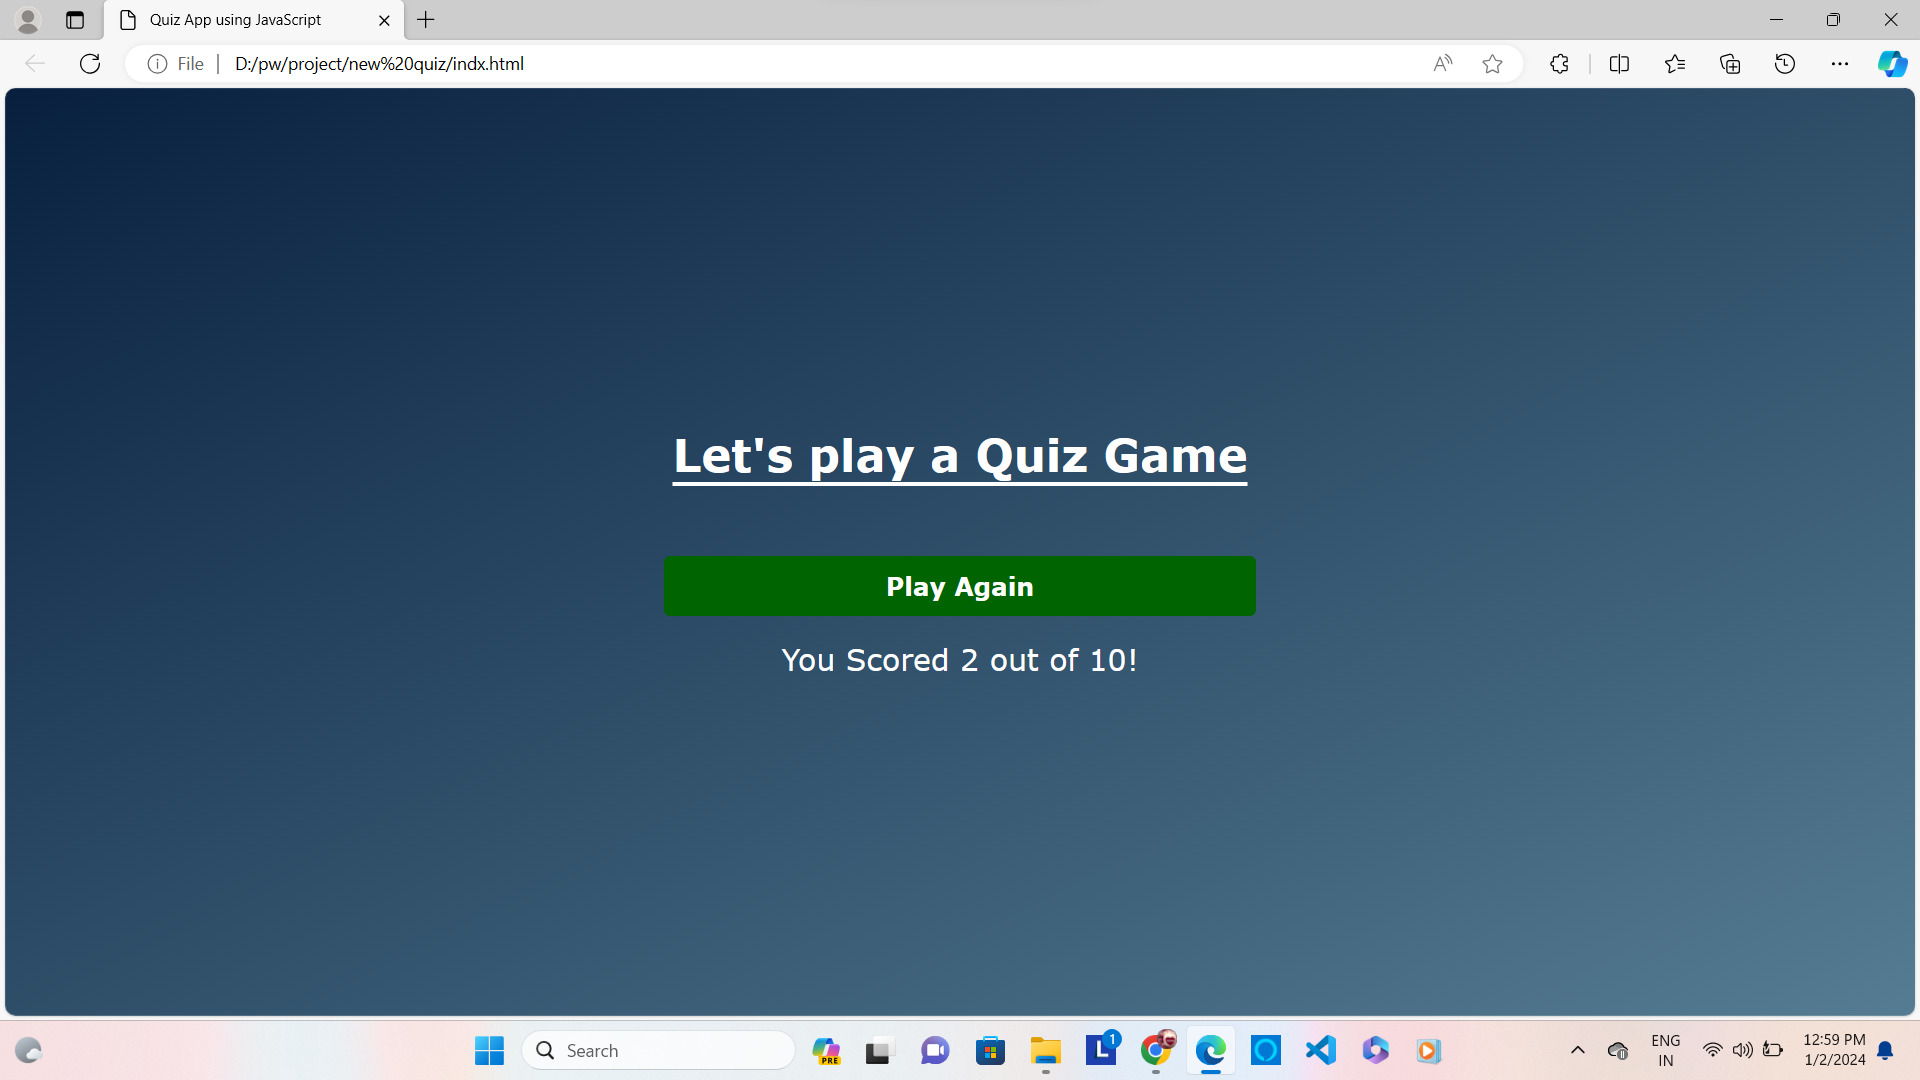 Quiz App using JavaScript
File
D:/pw/project/new%20quiz/indx.html
Let's play a Quiz Game
Play Again
You Scored 2 out of 10!
Search
PRE
L
1
ENG
IN
12:59 PM
1/2/2024